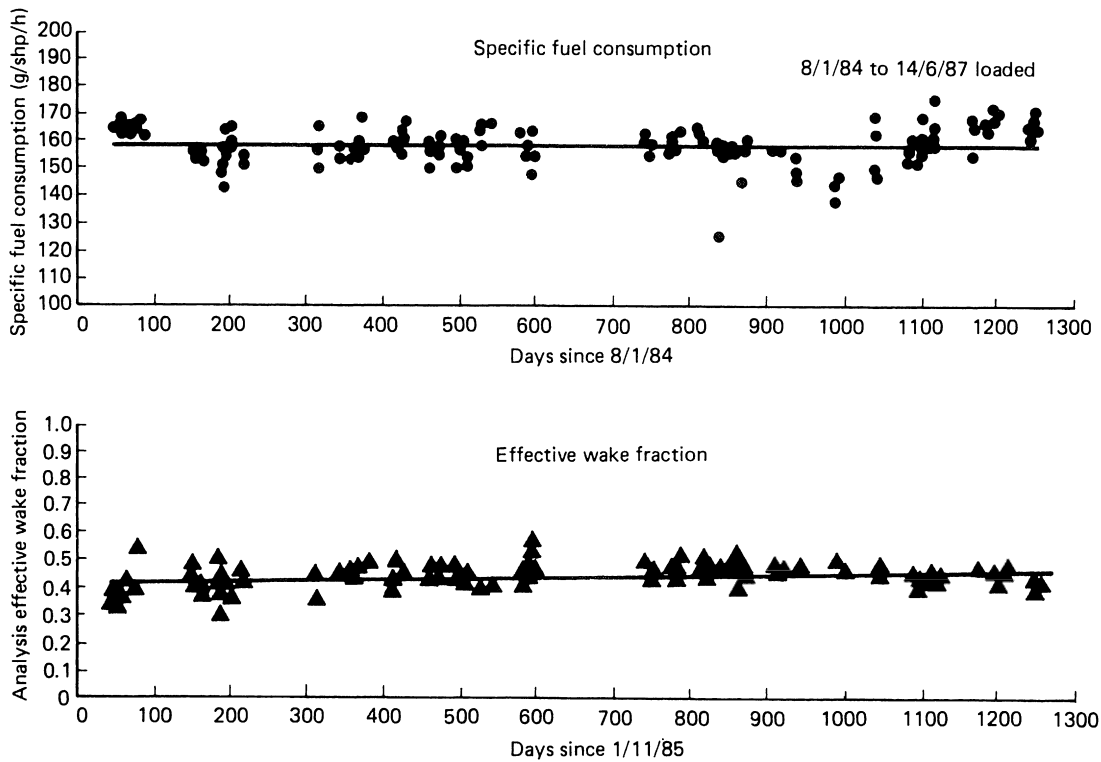 Specific fuel consumption (g/shp/h)
200
190
180
170
160
150
140
130
120
110
100
Specific fuel consumption
8/1/84 to 14/6/87 loaded
0 100 200 300 400 500 600 700 800 900 1000 1100 1200 1300
Days since 8/1/84
Analysis effective wake fraction
1.0
0.9
0.8
0.7
0.6
0.5
0.4
0.3
0.2
0.1
0
Effective wake fraction
0 100 200 300 400 500 600 700 800 900 1000 1100 1200 1300
Days since 1/11/85